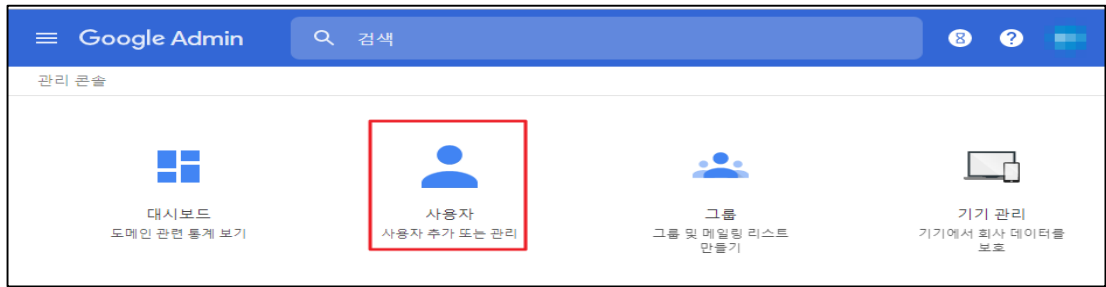 Google Admin
검색
관리 콘솔
대시보드
도메인 관련 통계 보기
사용자
사용자 추가 또는 관리
그룹
그룹 및 메일링 리스트
만들기
기기 관리
기기에서 회사 데이터를
보호